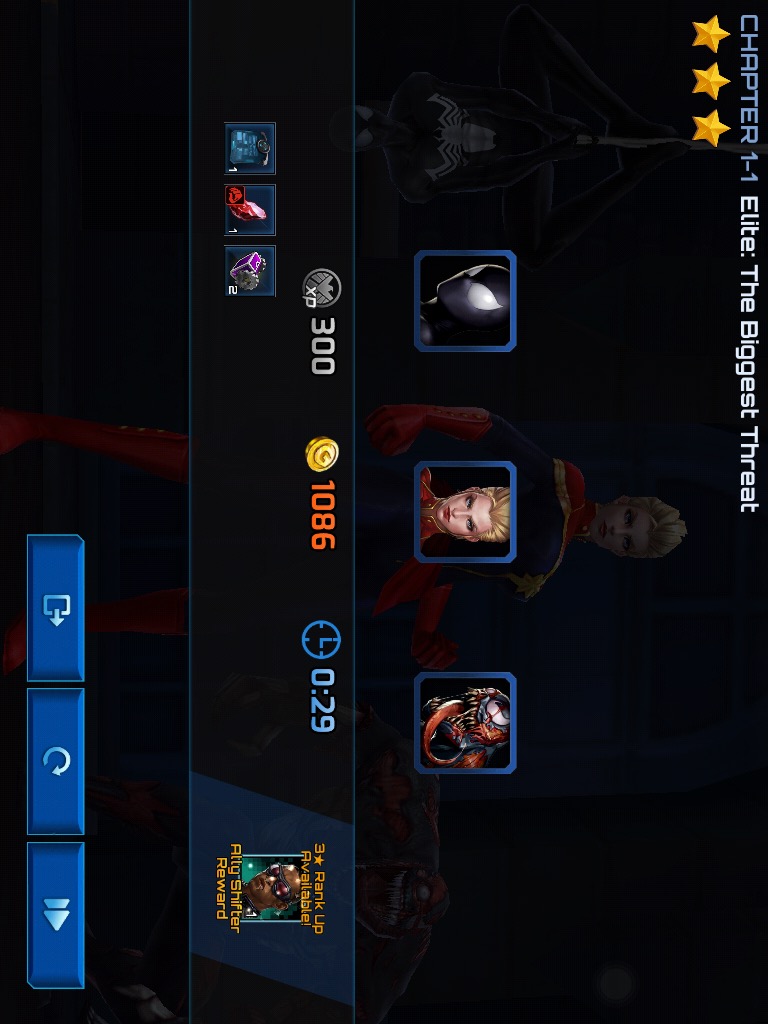 CHAPTER 1-1 Elite: The Biggest Threat
XP 300
1086
0:29
1
1
2
3★ Rank Up
Available!
Ally Shifter
Reward